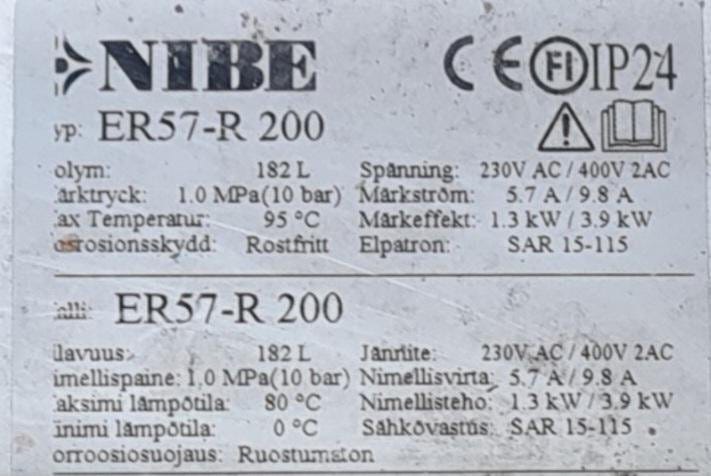 NIBE CE FI IP24
yp: ER57-R 200
olym: 182 L Spänning: 230V AC / 400V 2AC
ärktryck: 1.0 MPa(10 bar) Märkström: 5.7 A / 9.8 A
ax Temperatur: 95 °C Märkeffekt: 1.3 kW / 3.9 kW
osrosionsskydd: Rostfritt Elpatron: SAR 15-115
alli: ER57-R 200
ilavuus: 182 L Jännite: 230V AC / 400V 2AC
imellispaine: 1.0 MPa(10 bar) Nimellisvirta: 5.7 A / 9.8 A
aksimi lämpötila: 80 °C Nimellisteho: 1.3 kW / 3.9 kW
inimi lämpötila: 0 °C Sähkövastus: SAR 15-115
orroosiosuojaus: Ruostumaton